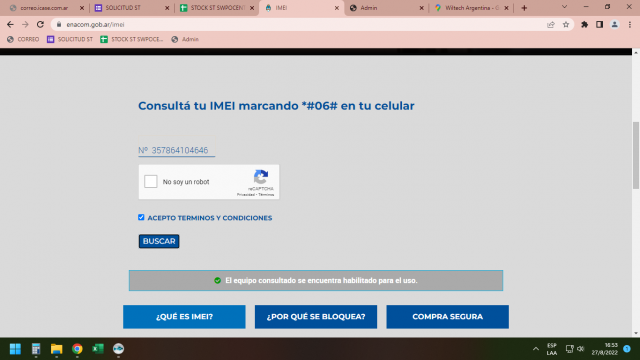 correo.icase.com.ar
SOLICITUD ST
STOCK ST SWPOCENT
IMEI
Admin
Wiltech Argentina - G
enacom.gob.ar/imei
CORREO
SOLICITUD ST
STOCK ST SWPOCE...
Admin
Consultá tu IMEI marcando *#06# en tu celular
Nº 357864104646
No soy un robot
reCAPTCHA
Privacidad - Términos
ACEPTO TERMINOS Y CONDICIONES
BUSCAR
El equipo consultado se encuentra habilitado para el uso.
¿QUÉ ES IMEI?
¿POR QUÉ SE BLOQUEA?
COMPRA SEGURA
ESP
LAA
16:53
27/8/2022